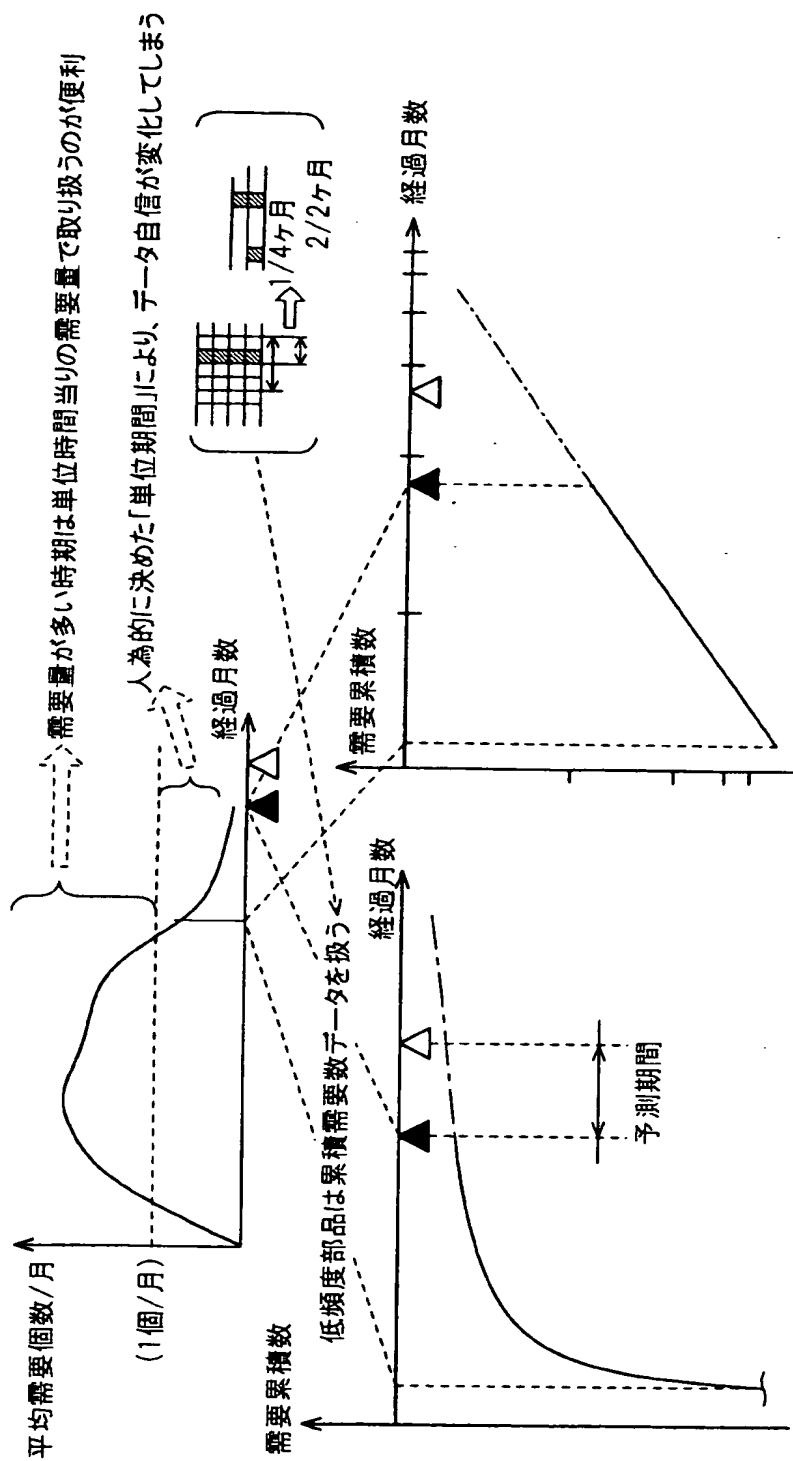 平均需要個数/月
(1個/月)
需要量が多い時期は単位時間当りの需要量で取り扱うのが便利
人為的に決めた「単位期間」により、データ自信が変化してしまう
経過月数
1/4ヶ月
2/2ヶ月
低頻度部品は累積需要数データを扱う
需要累積数
経過月数
予測期間
需要累積数
経過月数